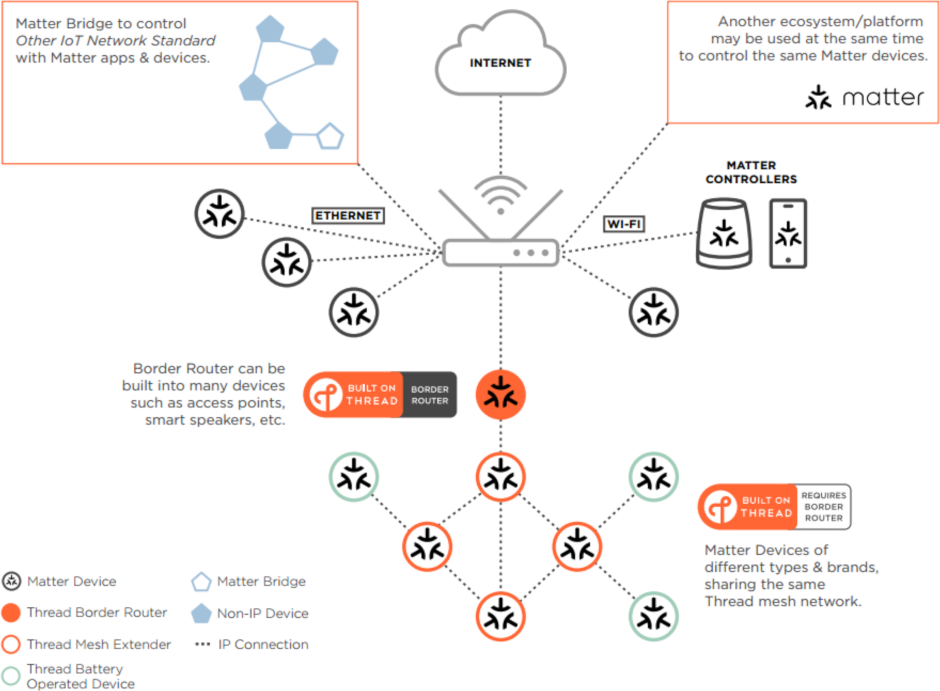 Matter Bridge to control
Other IoT Network Standard
with Matter apps & devices.
INTERNET
Another ecosystem/platform
may be used at the same time
to control the same Matter devices.
matter
MATTER
CONTROLLERS
ETHERNET
WI-FI
Border Router can be
built into many devices
such as access points,
smart speakers, etc.
BUILT ON
THREAD
BORDER
ROUTER
BUILT ON
THREAD
REQUIRES
BORDER
ROUTER
Matter Devices of
different types & brands,
sharing the same
Thread mesh network.
Matter Device
Thread Border Router
Thread Mesh Extender
Thread Battery
Operated Device
Matter Bridge
Non-IP Device
IP Connection